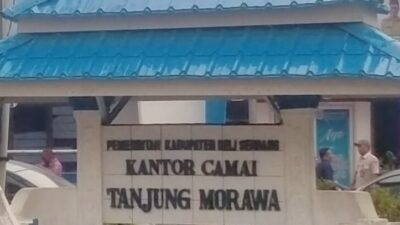 PEMERINTAH KABUPATEN DELI SERDANG
KANTOR CAMAT
TANJUNG MORAWA